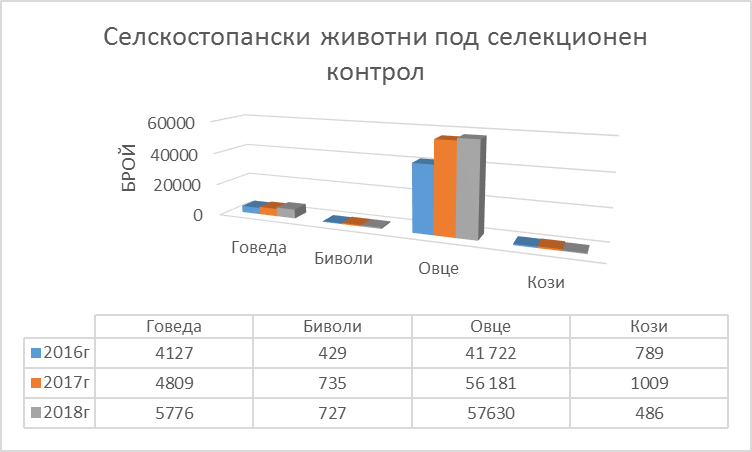 Селскостопански животни под селекционен
контрол
БРОЙ
60000
40000
20000
0
Говеда
Биволи
Овце
Кози
Говеда Биволи Овце Кози
2016г 4127 429 41 722 789
2017г 4809 735 56 181 1009
2018г 5776 727 57630 486